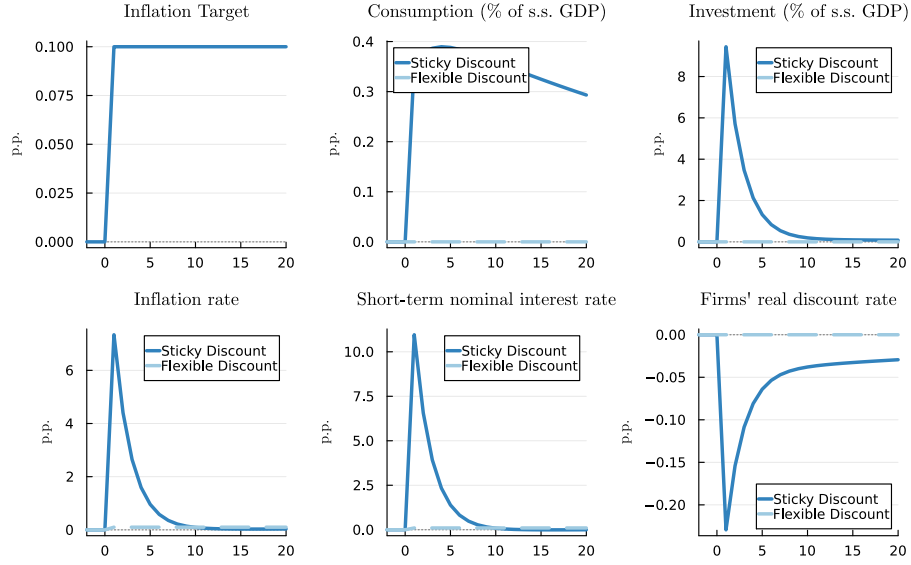 Inflation Target
p.p.
0.100
0.075
0.050
0.025
0.000
0 5 10 15 20
Consumption (% of s.s. GDP)
p.p.
0.4
0.3
0.2
0.1
0.0
Sticky Discount
Flexible Discount
0 5 10 15 20
Investment (% of s.s. GDP)
p.p.
8
6
4
2
0
Sticky Discount
Flexible Discount
0 5 10 15 20
Inflation rate
p.p.
6
4
2
0
Sticky Discount
Flexible Discount
0 5 10 15 20
Short-term nominal interest rate
p.p.
10.0
7.5
5.0
2.5
0.0
Sticky Discount
Flexible Discount
0 5 10 15 20
Firms' real discount rate
p.p.
0.00
−0.05
−0.10
−0.15
−0.20
Sticky Discount
Flexible Discount
0 5 10 15 20